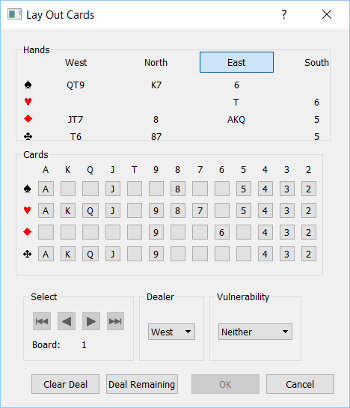 Lay Out Cards
Hands
West North East South
♠ QT9 K7 6
♥ T 6
♦ JT7 8 AKQ 5
♣ T6 87 5
Cards
A K Q J T 9 8 7 6 5 4 3 2
♠ A J 8 5 4 3 2
♥ A K Q J 9 8 7 5 4 3 2
♦ 9 6 4 3 2
♣ A K Q J 9 4 3 2
Select Dealer Vulnerability
West Neither
Board: 1
Clear Deal Deal Remaining OK Cancel